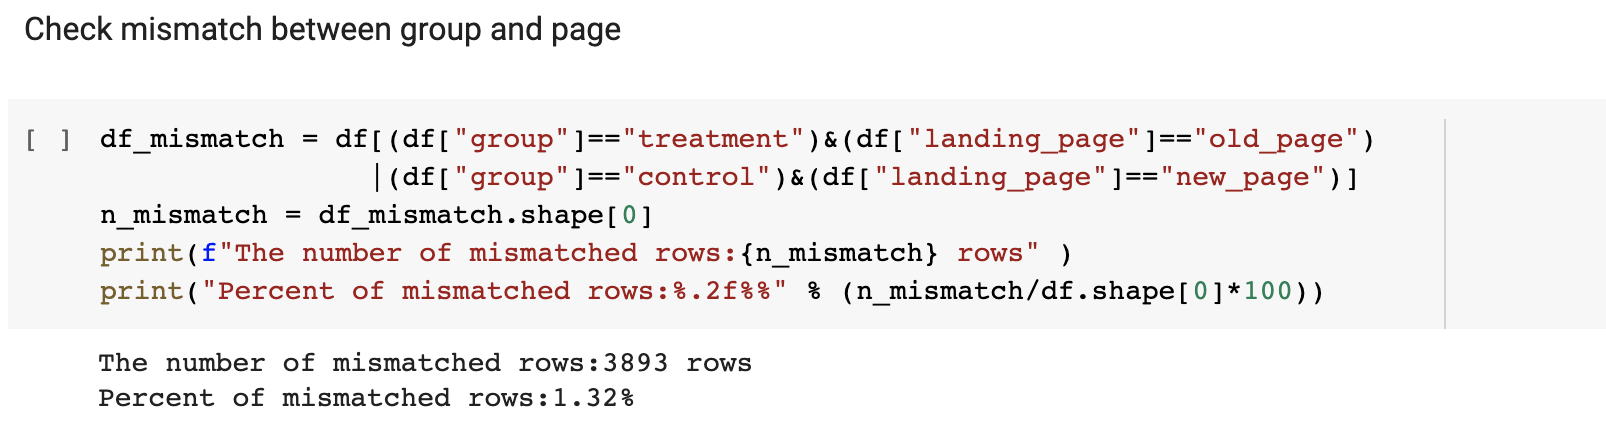 Check mismatch between group and page
[ ] df_mismatch = df[(df["group"]=="treatment")&(df["landing_page"]=="old_page")
|(df["group"]=="control")&(df["landing_page"]=="new_page")]
n_mismatch = df_mismatch.shape[0]
print(f"The number of mismatched rows:{n_mismatch} rows" )
print("Percent of mismatched rows:%.2f%%" % (n_mismatch/df.shape[0]*100))
The number of mismatched rows:3893 rows
Percent of mismatched rows:1.32%